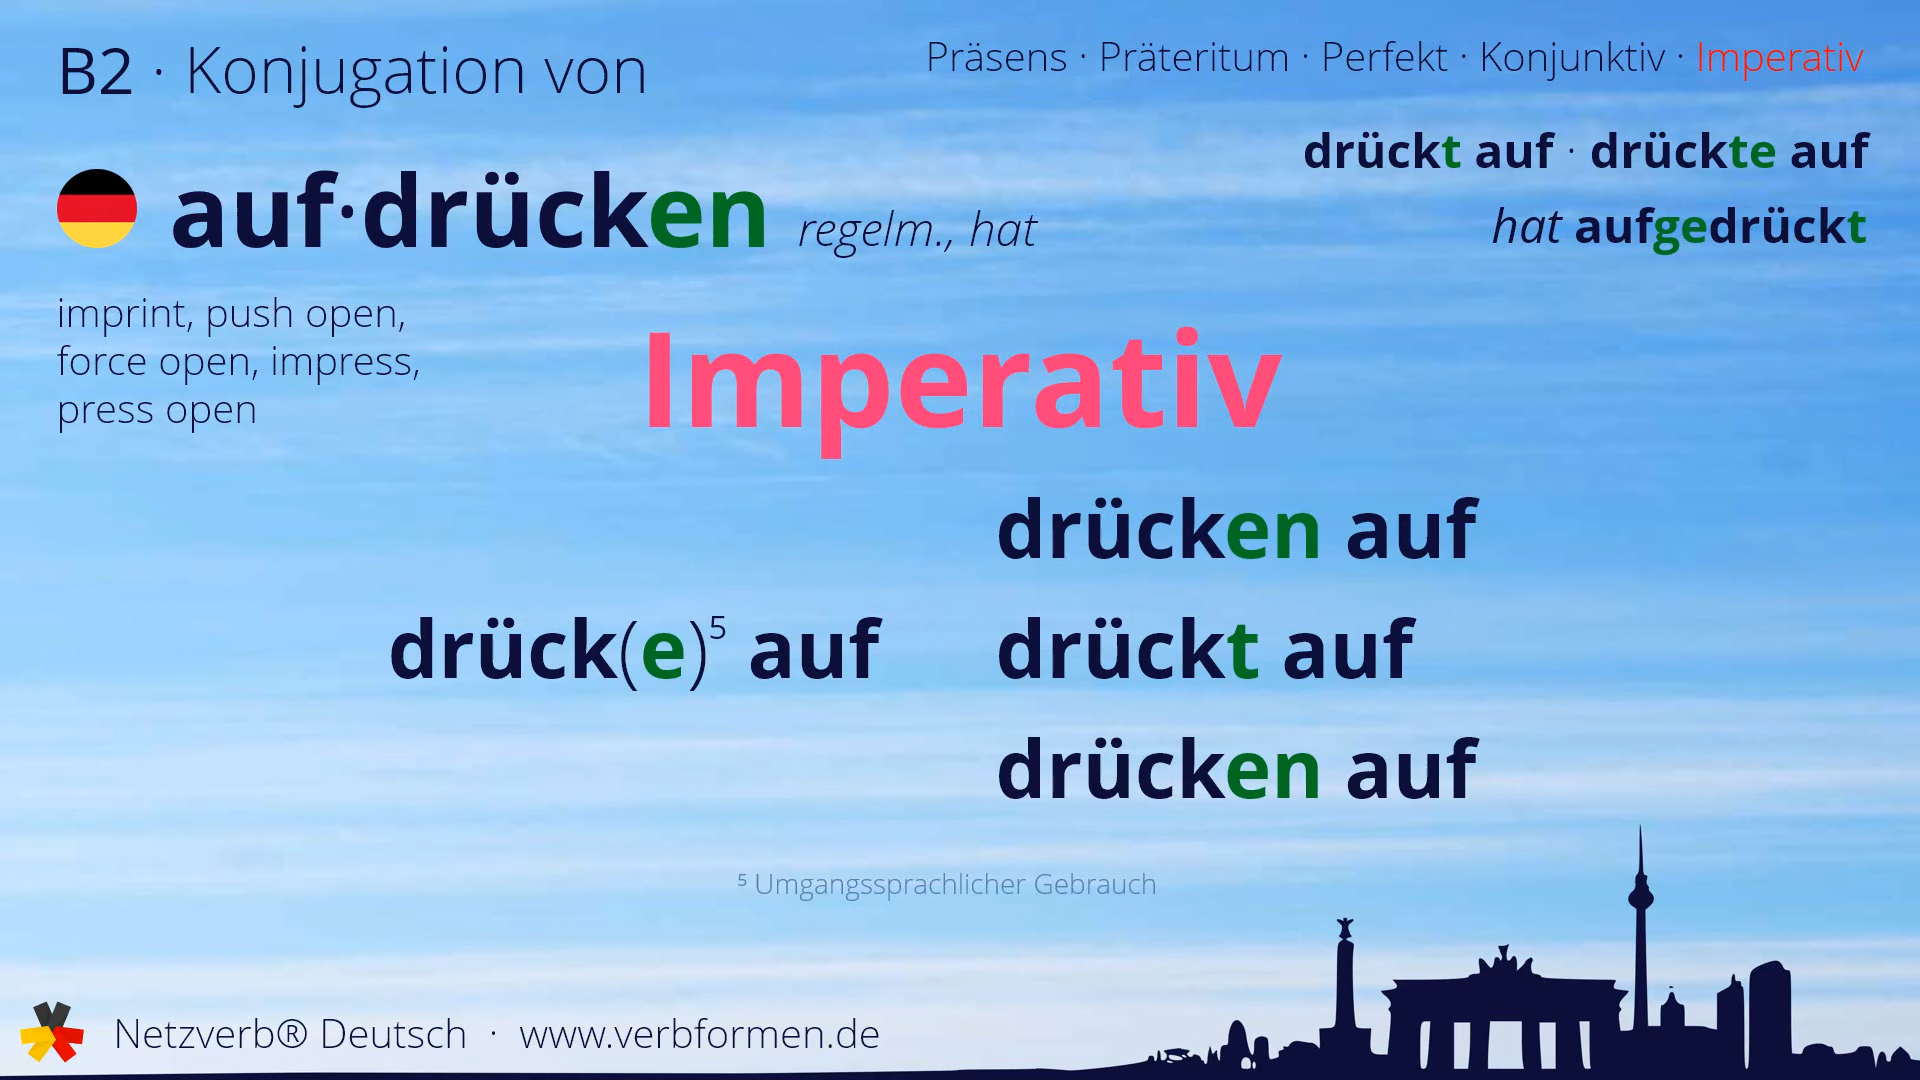 B2 · Konjugation von
Präsens · Präteritum · Perfekt · Konjunktiv · Imperativ
auf·drücken regelm., hat
drückt auf · drückte auf
hat aufgedrückt
imprint, push open,
force open, impress,
press open
Imperativ
drücken auf
drück(e)⁵ auf drückt auf
drücken auf
⁵ Umgangssprachlicher Gebrauch
Netzverb® Deutsch · www.verbformen.de